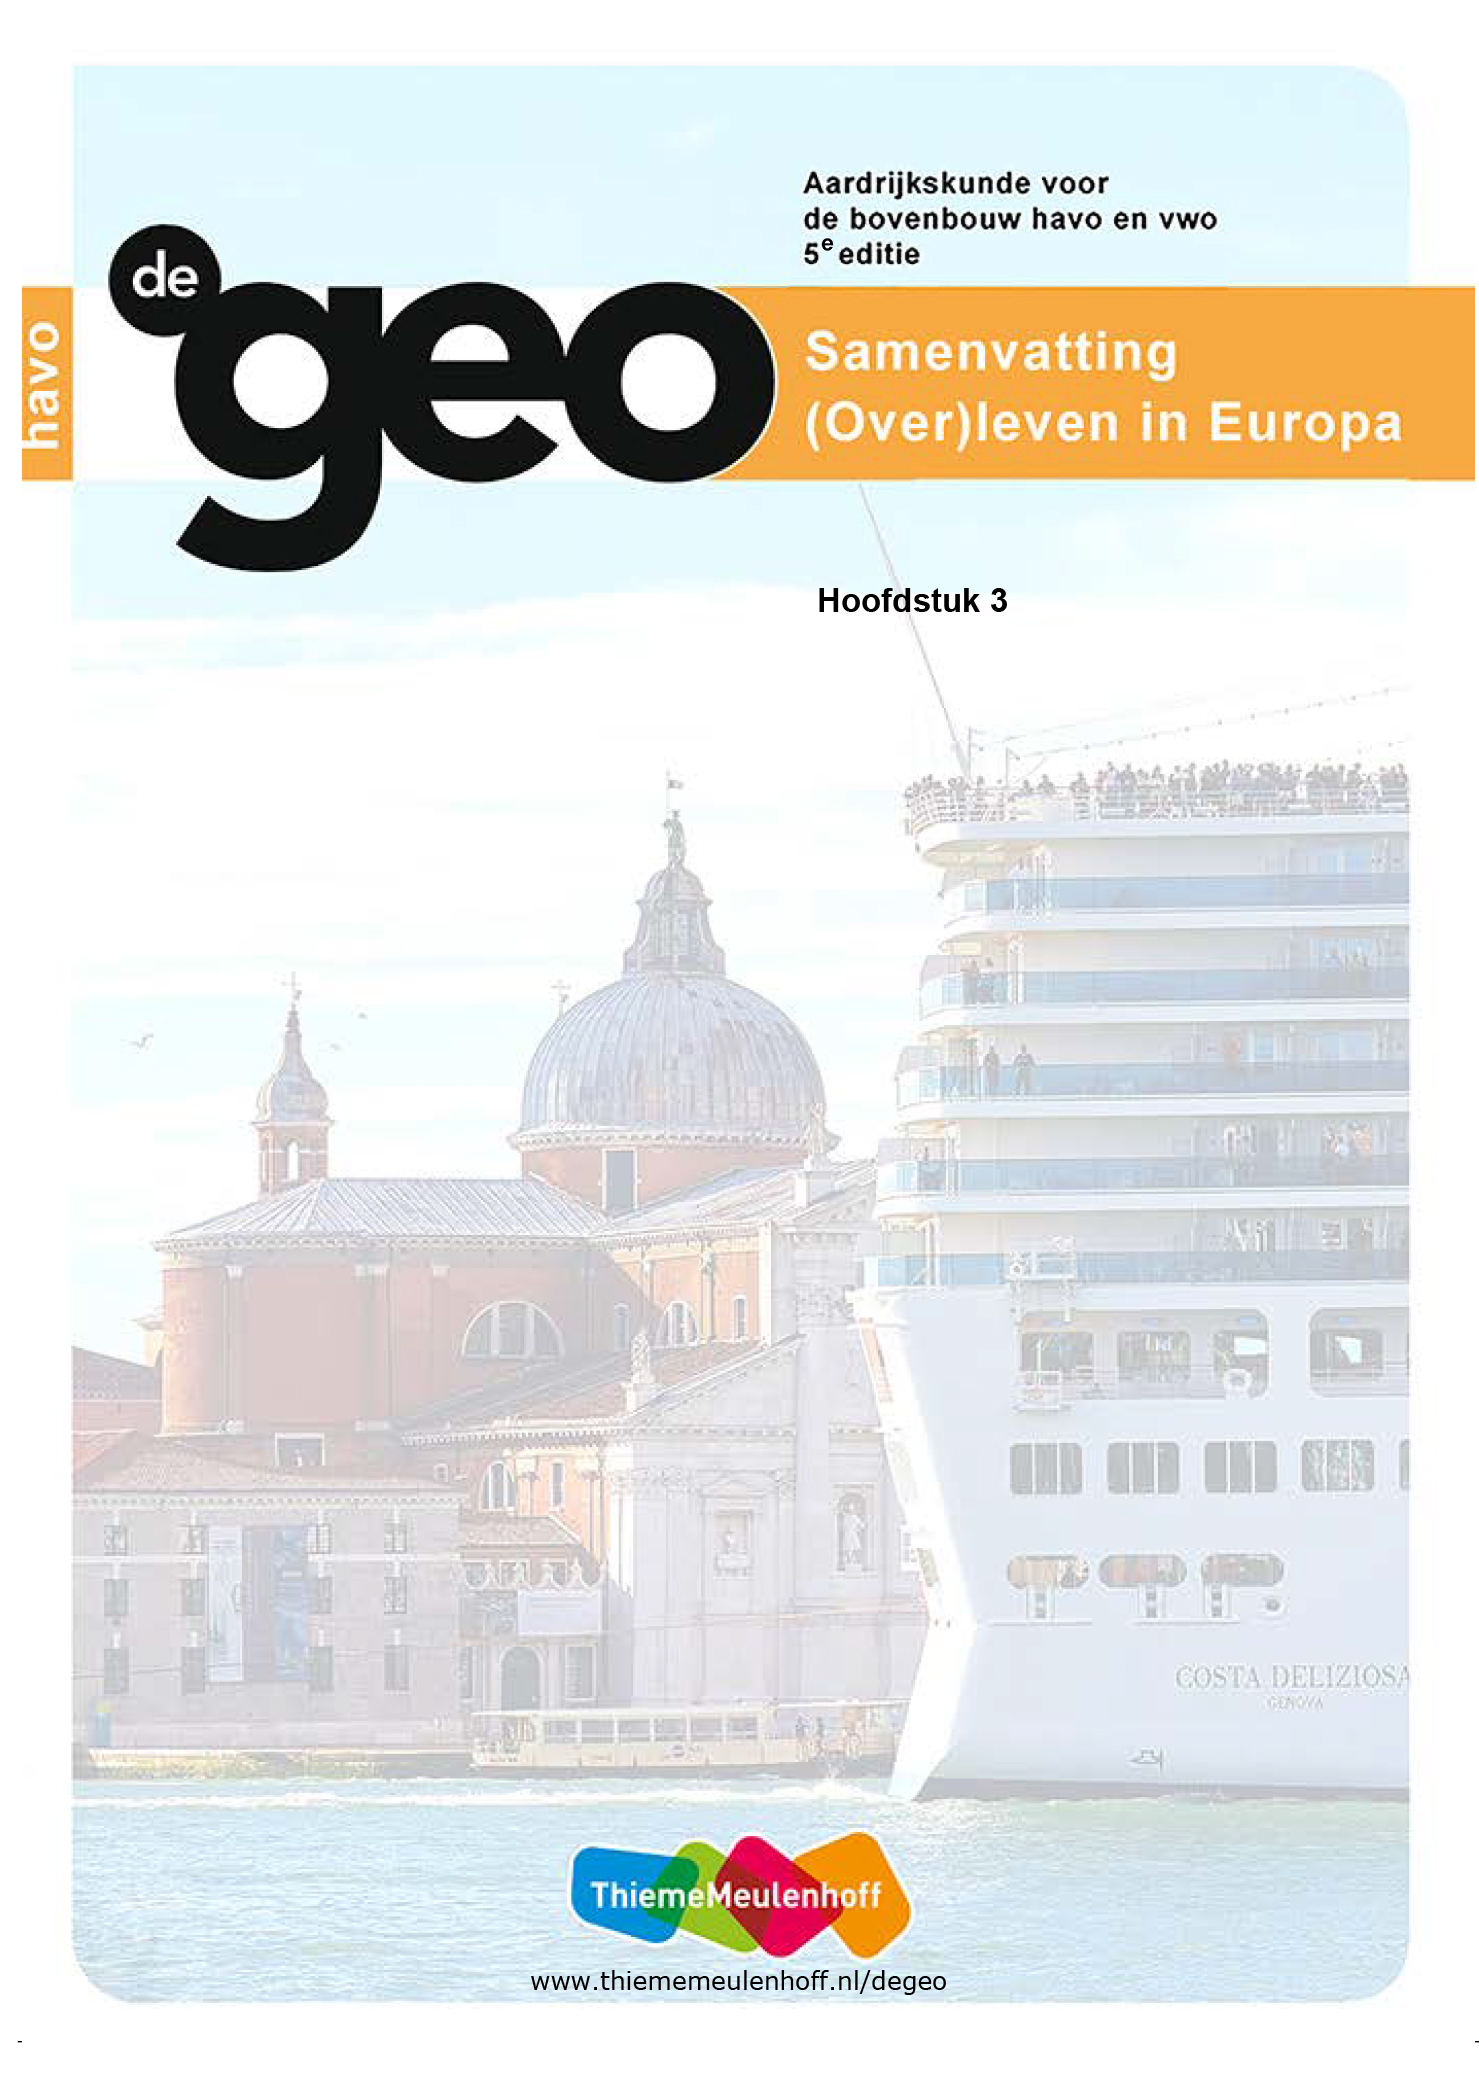 Aardrijkskunde voor
de bovenbouw havo en vwo
5e editie
de
geo
havo
Samenvatting
(Over)leven in Europa
Hoofdstuk 3
COSTA DELIZIOSA
GENOVA
ThiemeMeulenhoff
www.thiememeulenhoff.nl/degeo